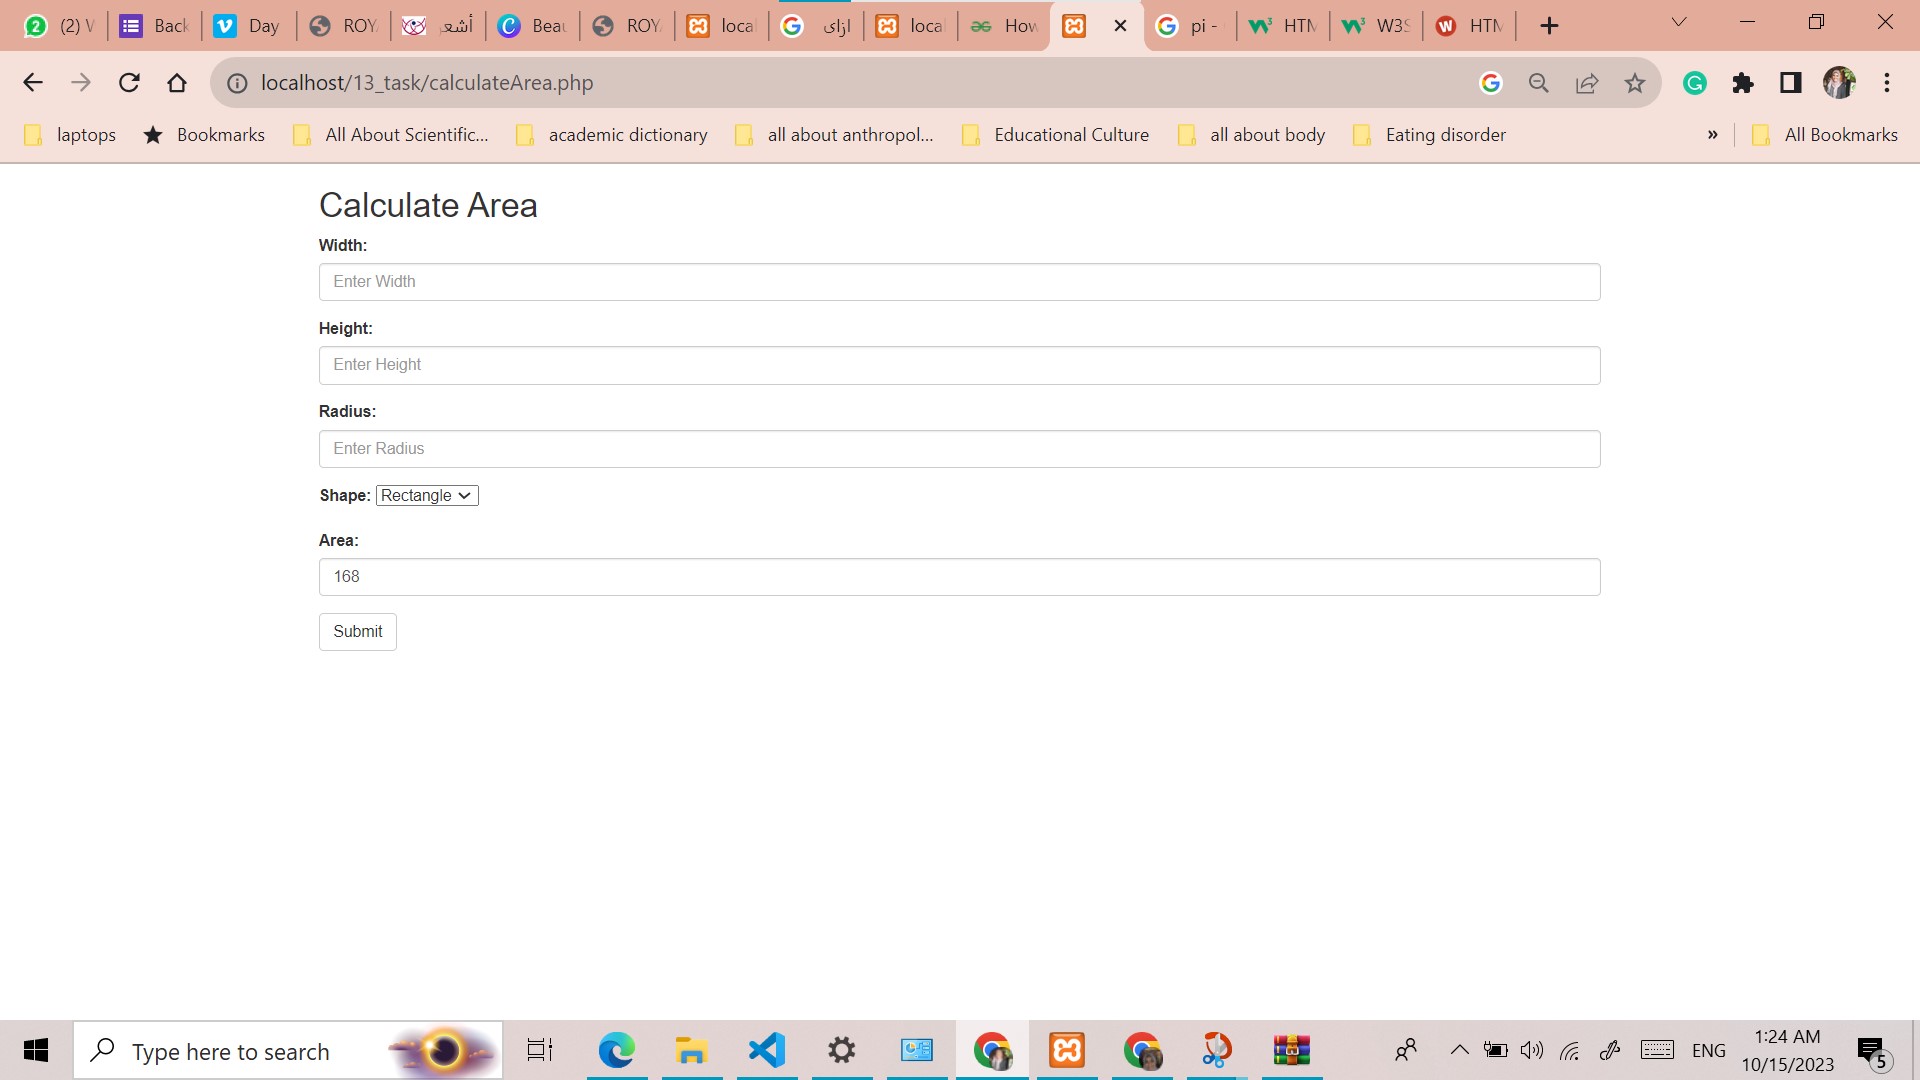 (2) W Back Day ROY أشعر Beau ROY loca ازای loca How pi - HTM W3S HTM
localhost/13_task/calculateArea.php
laptops Bookmarks All About Scientific... academic dictionary all about anthropol... Educational Culture all about body Eating disorder » All Bookmarks
Calculate Area
Width:
Enter Width
Height:
Enter Height
Radius:
Enter Radius
Shape: Rectangle
Area:
168
Submit
Type here to search
ENG
1:24 AM
10/15/2023
5